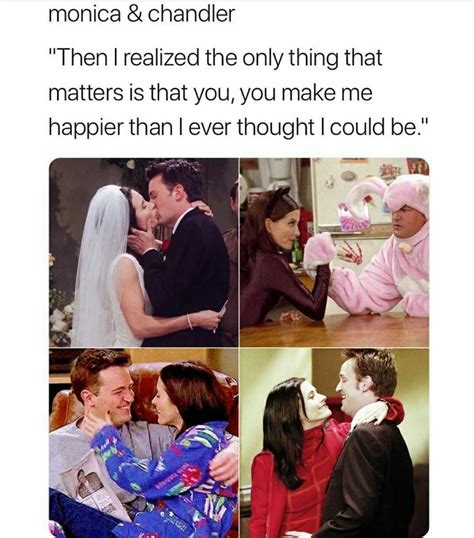 monica & chandler
"Then I realized the only thing that
matters is that you, you make me
happier than I ever thought I could be."